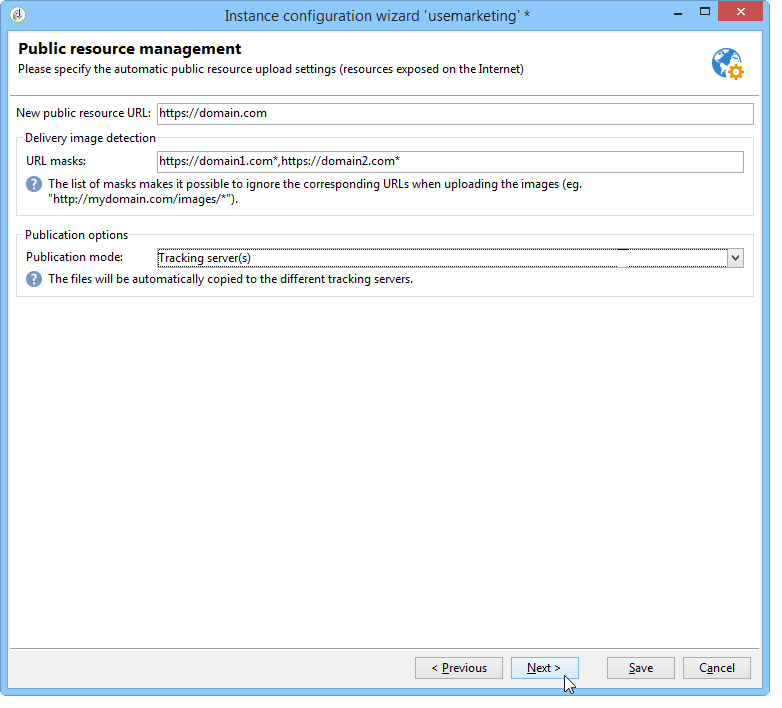 Instance configuration wizard 'usemarketing' *
Public resource management
Please specify the automatic public resource upload settings (resources exposed on the Internet)
New public resource URL: https://domain.com
Delivery image detection
URL masks: https://domain1.com*,https://domain2.com*
? The list of masks makes it possible to ignore the corresponding URLs when uploading the images (eg.
"http://mydomain.com/images/*").
Publication options
Publication mode: Tracking server(s)
? The files will be automatically copied to the different tracking servers.
< Previous Next > Save Cancel